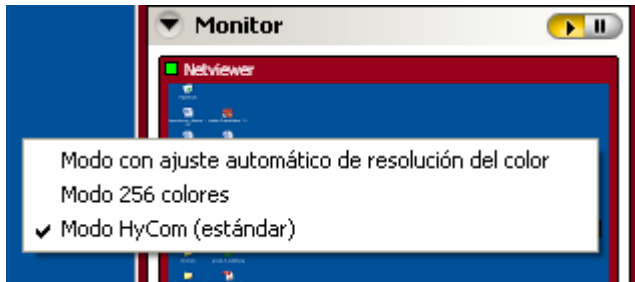 Monitor
Netviewer
Modo con ajuste automático de resolución del color
Modo 256 colores
Modo HyCom (estándar)